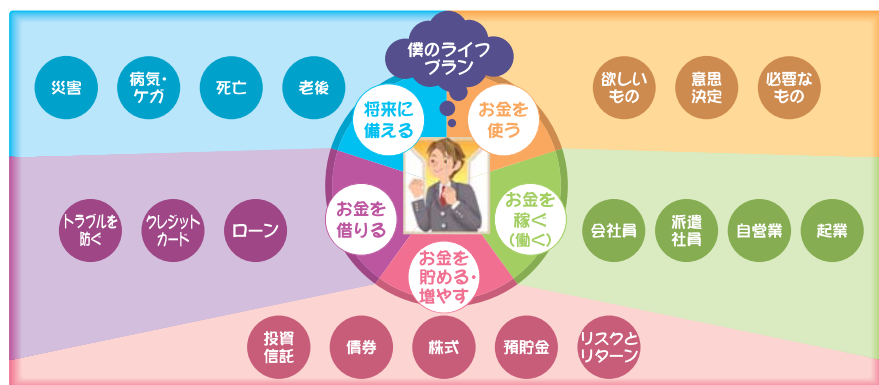 僕のライフ
プラン
将来に
備える
災害
病気・
ケガ
死亡
老後
お金を
使う
欲しい
もの
意思
決定
必要な
もの
お金を
借りる
トラブルを
防ぐ
クレジット
カード
ローン
お金を
稼ぐ
(働く)
会社員
派遣
社員
自営業
起業
お金を
貯める・
増やす
投資
信託
債券
株式
預貯金
リスクと
リターン